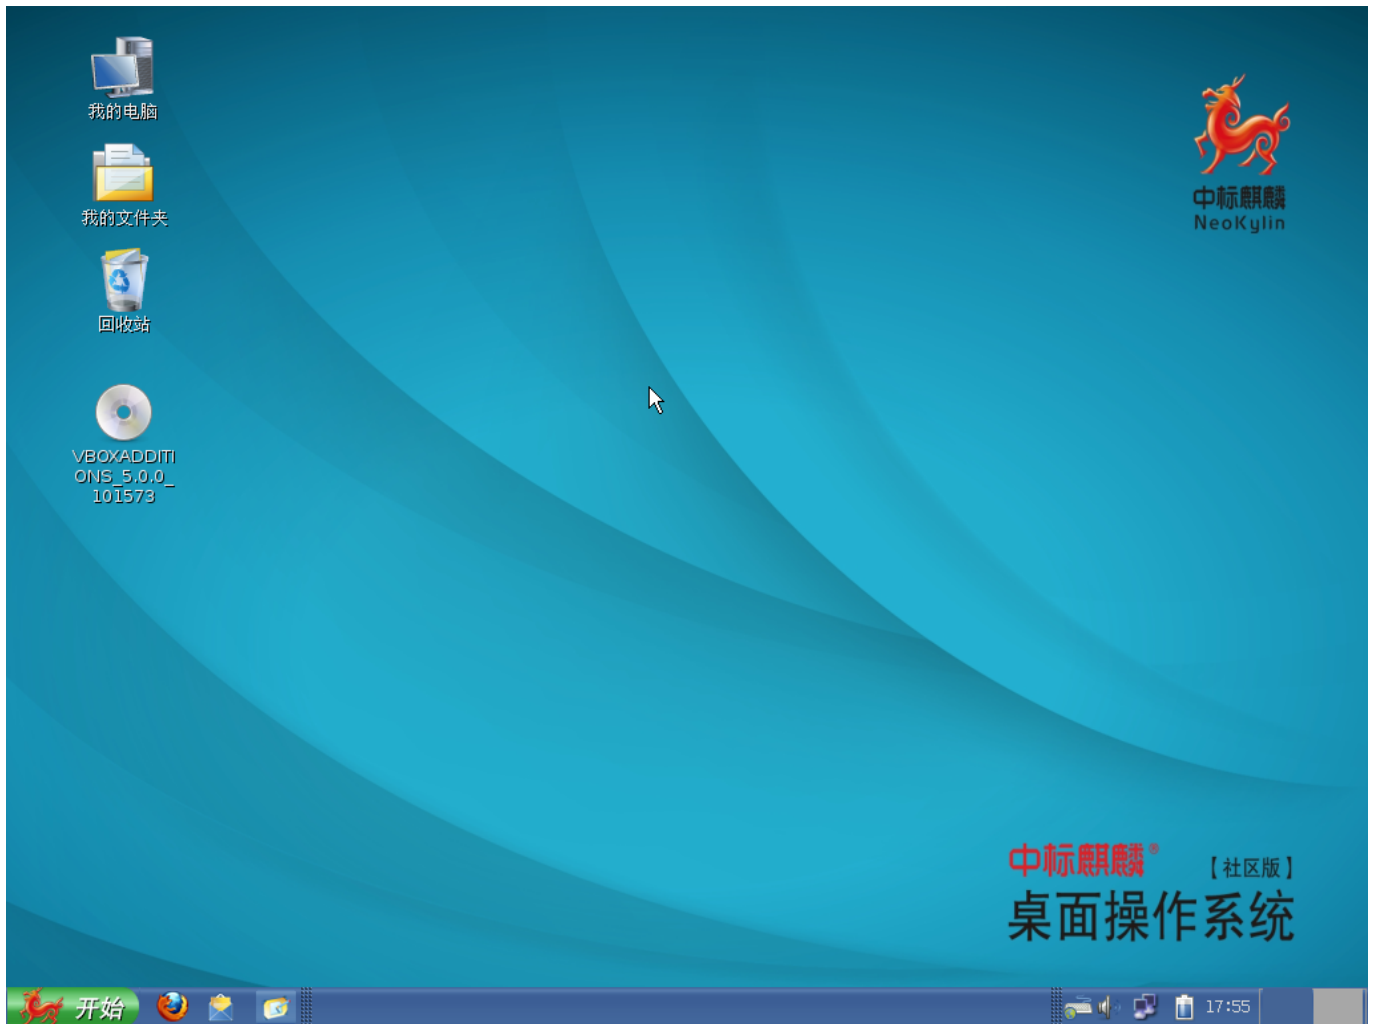 我的电脑
我的文件夹
回收站
VBOXADDITI
ONS_5.0.0_
101573
中标麒麟
NeoKylin
中标麒麟®
【社区版】
桌面操作系统
开始
17:55